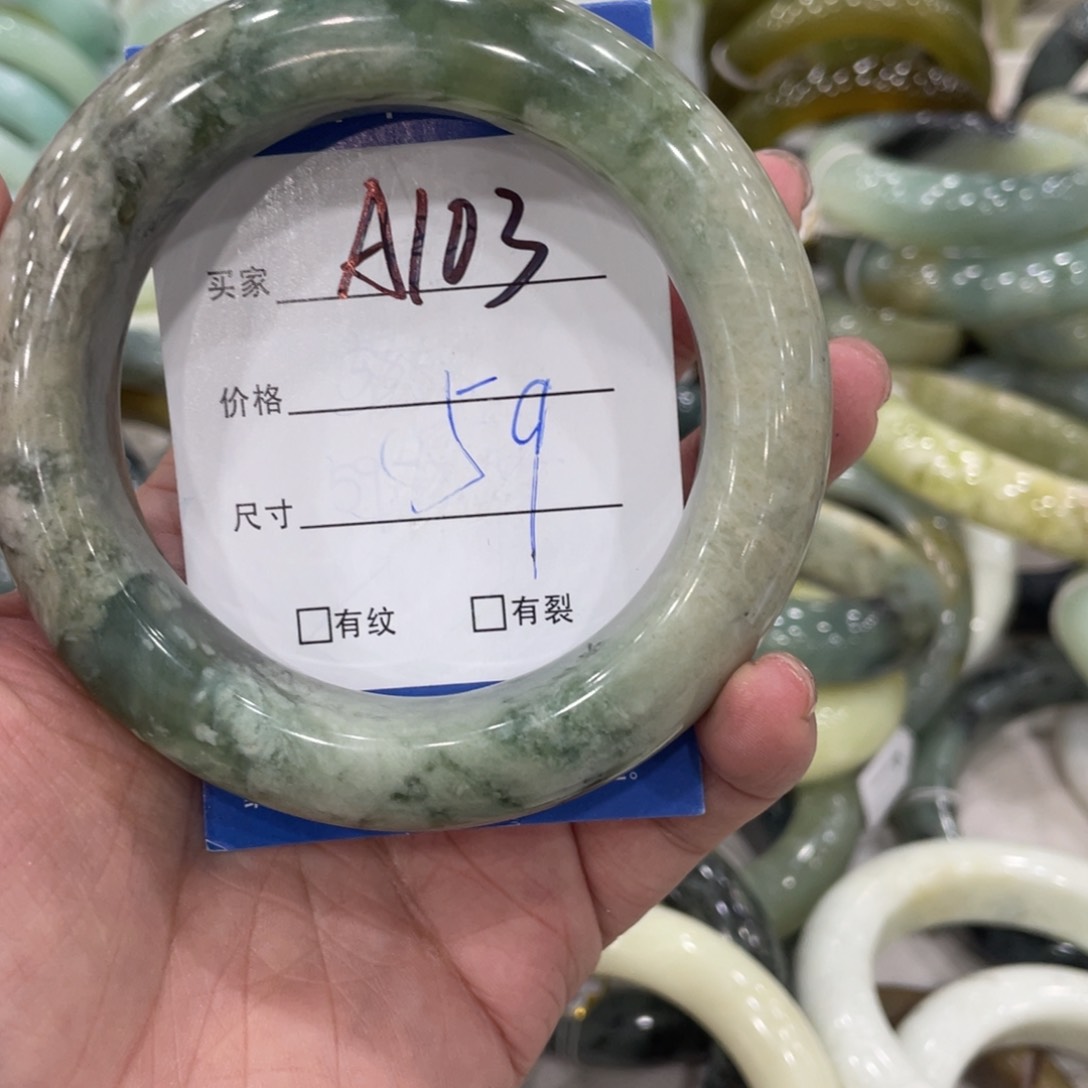 买家 A103
价格 59
尺寸
□有纹 □有裂